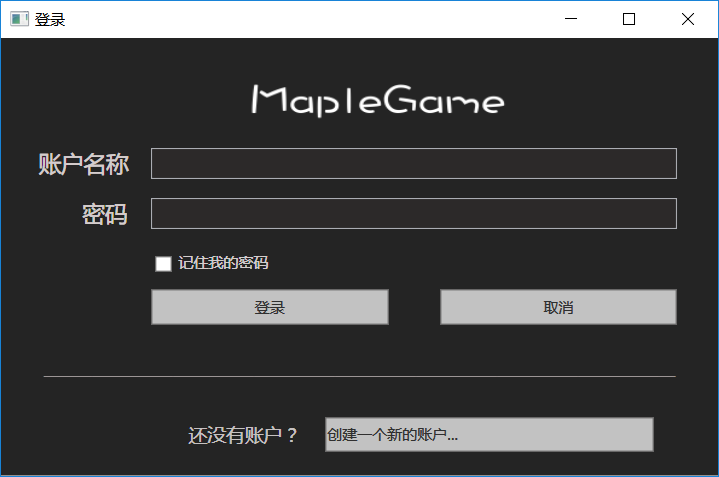 登录
MapleGame
账户名称
密码
记住我的密码
登录 取消
还没有账户？ 创建一个新的账户...